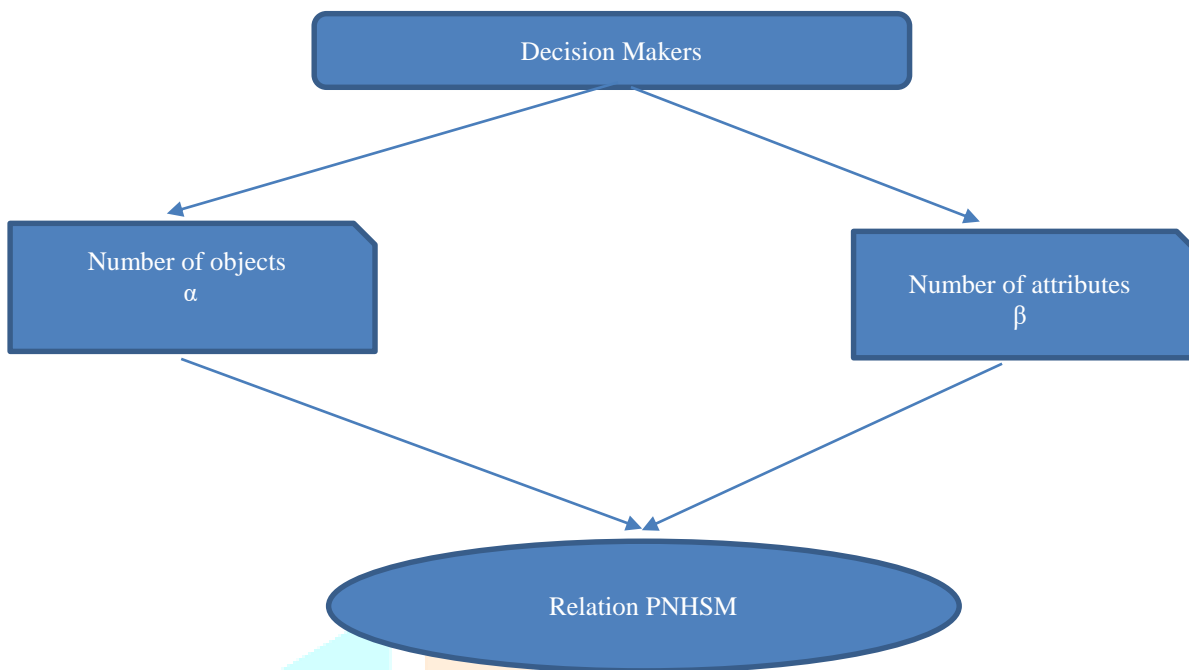 Decision Makers
Number of objects
α
Number of attributes
β
Relation PNHSM